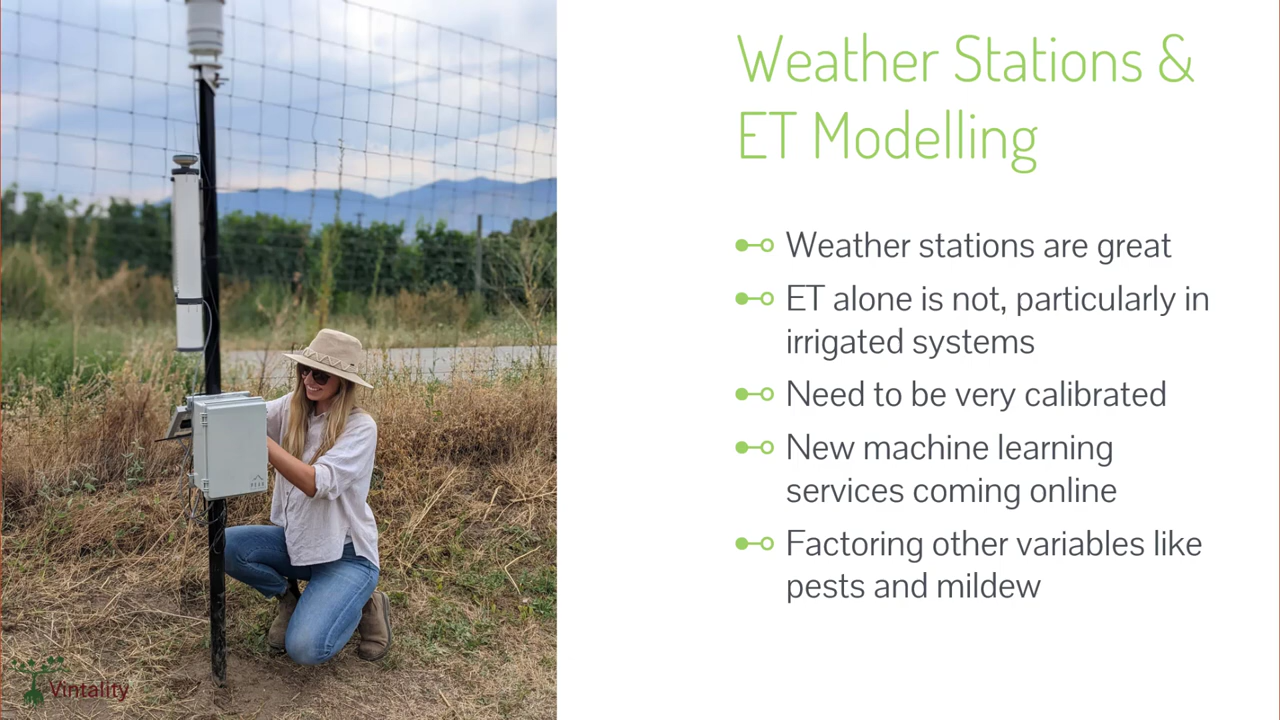 Weather Stations &
ET Modelling
Weather stations are great
ET alone is not, particularly in
irrigated systems
Need to be very calibrated
New machine learning
services coming online
Factoring other variables like
pests and mildew
Vintality